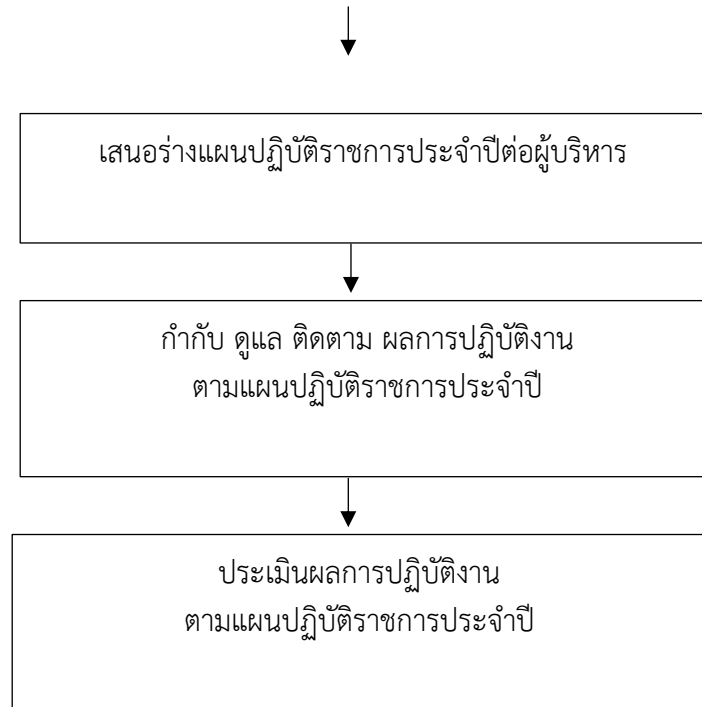 เสนอร่างแผนปฏิบัติราชการประจำปีต่อผู้บริหาร
กำกับ ดูแล ติดตาม ผลการปฏิบัติงาน
ตามแผนปฏิบัติราชการประจำปี
ประเมินผลการปฏิบัติงาน
ตามแผนปฏิบัติราชการประจำปี